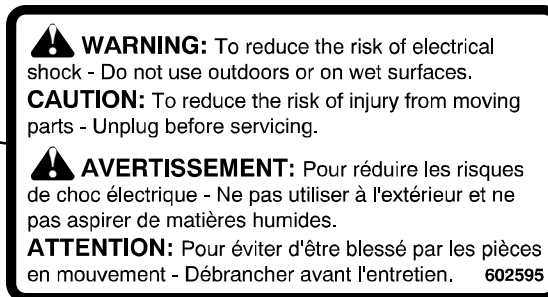 WARNING: To reduce the risk of electrical
shock - Do not use outdoors or on wet surfaces.
CAUTION: To reduce the risk of injury from moving
parts - Unplug before servicing.
AVERTISSEMENT: Pour réduire les risques
de choc électrique - Ne pas utiliser à l'extérieur et ne
pas aspirer de matières humides.
ATTENTION: Pour éviter d'être blessé par les pièces
en mouvement - Débrancher avant l'entretien. 602595